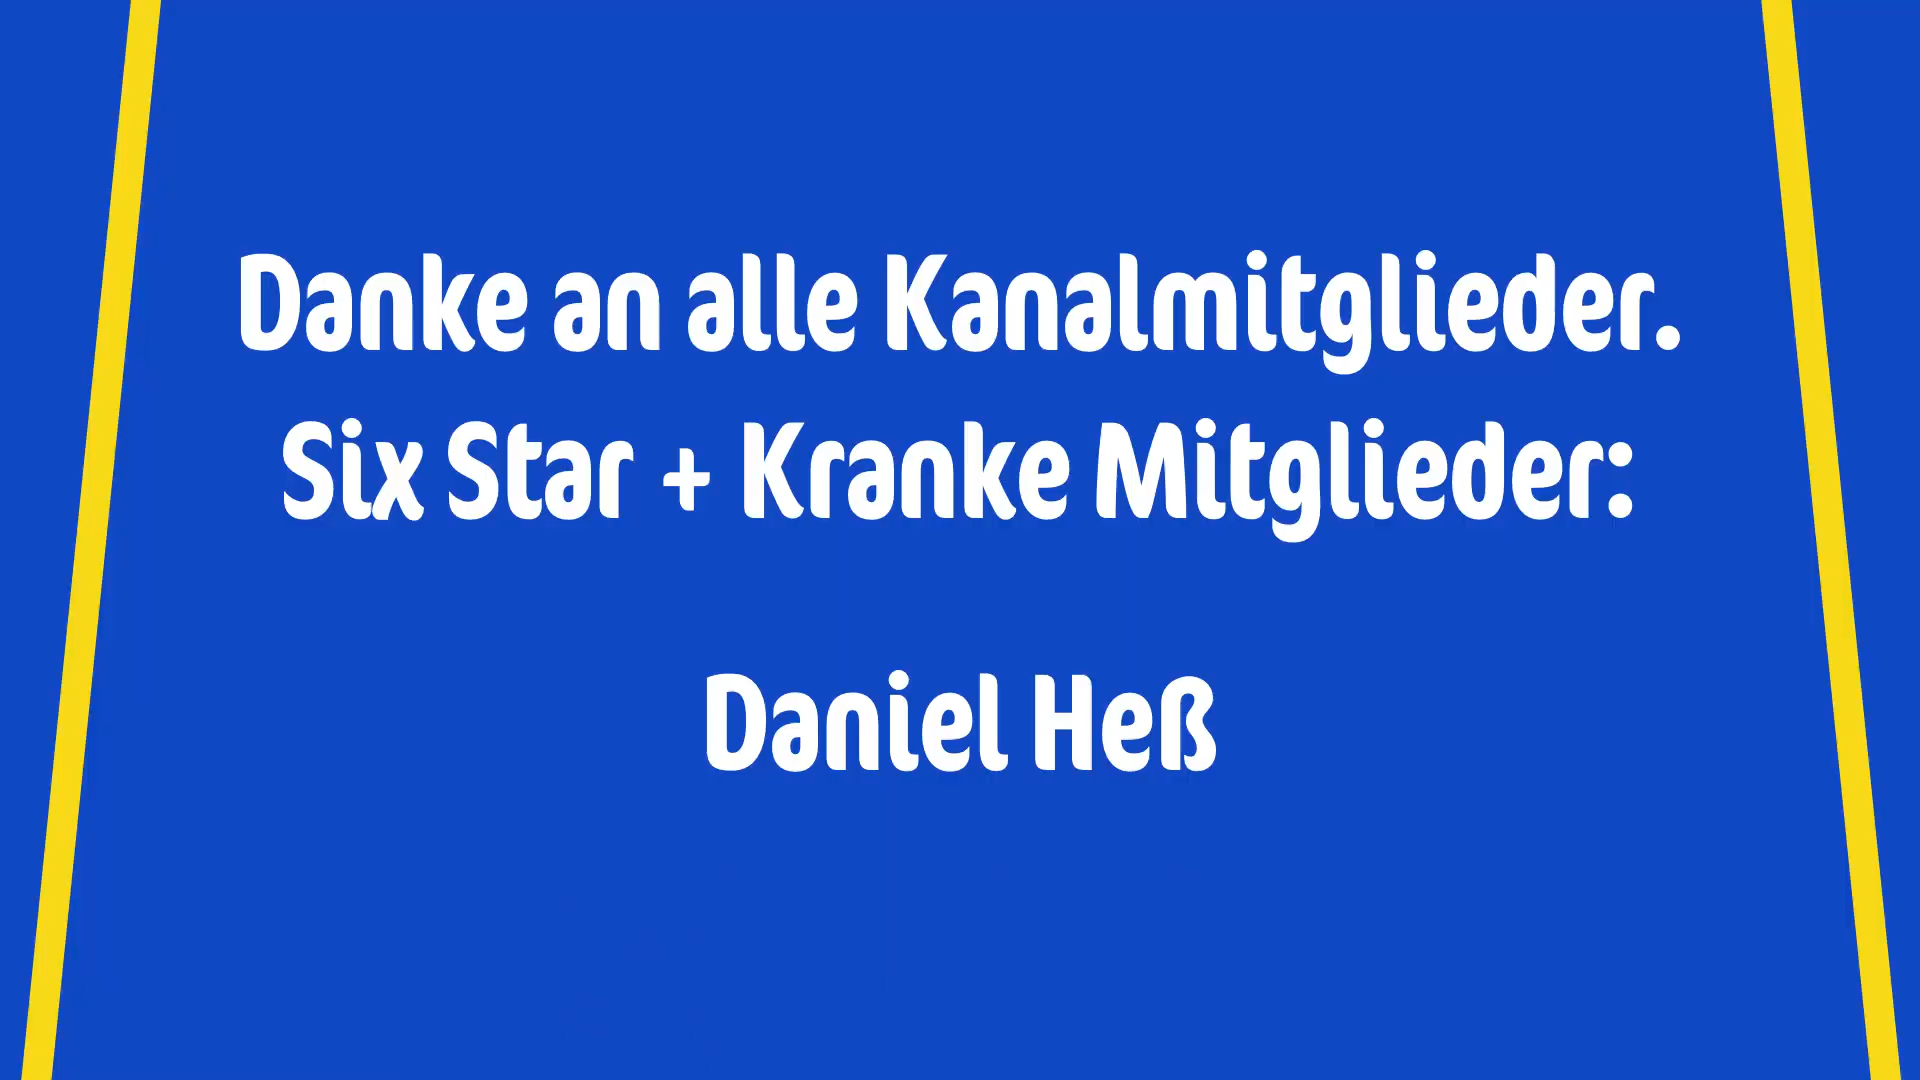 Danke an alle Kanalmitglieder.
Six Star + Kranke Mitglieder:
Daniel Heß